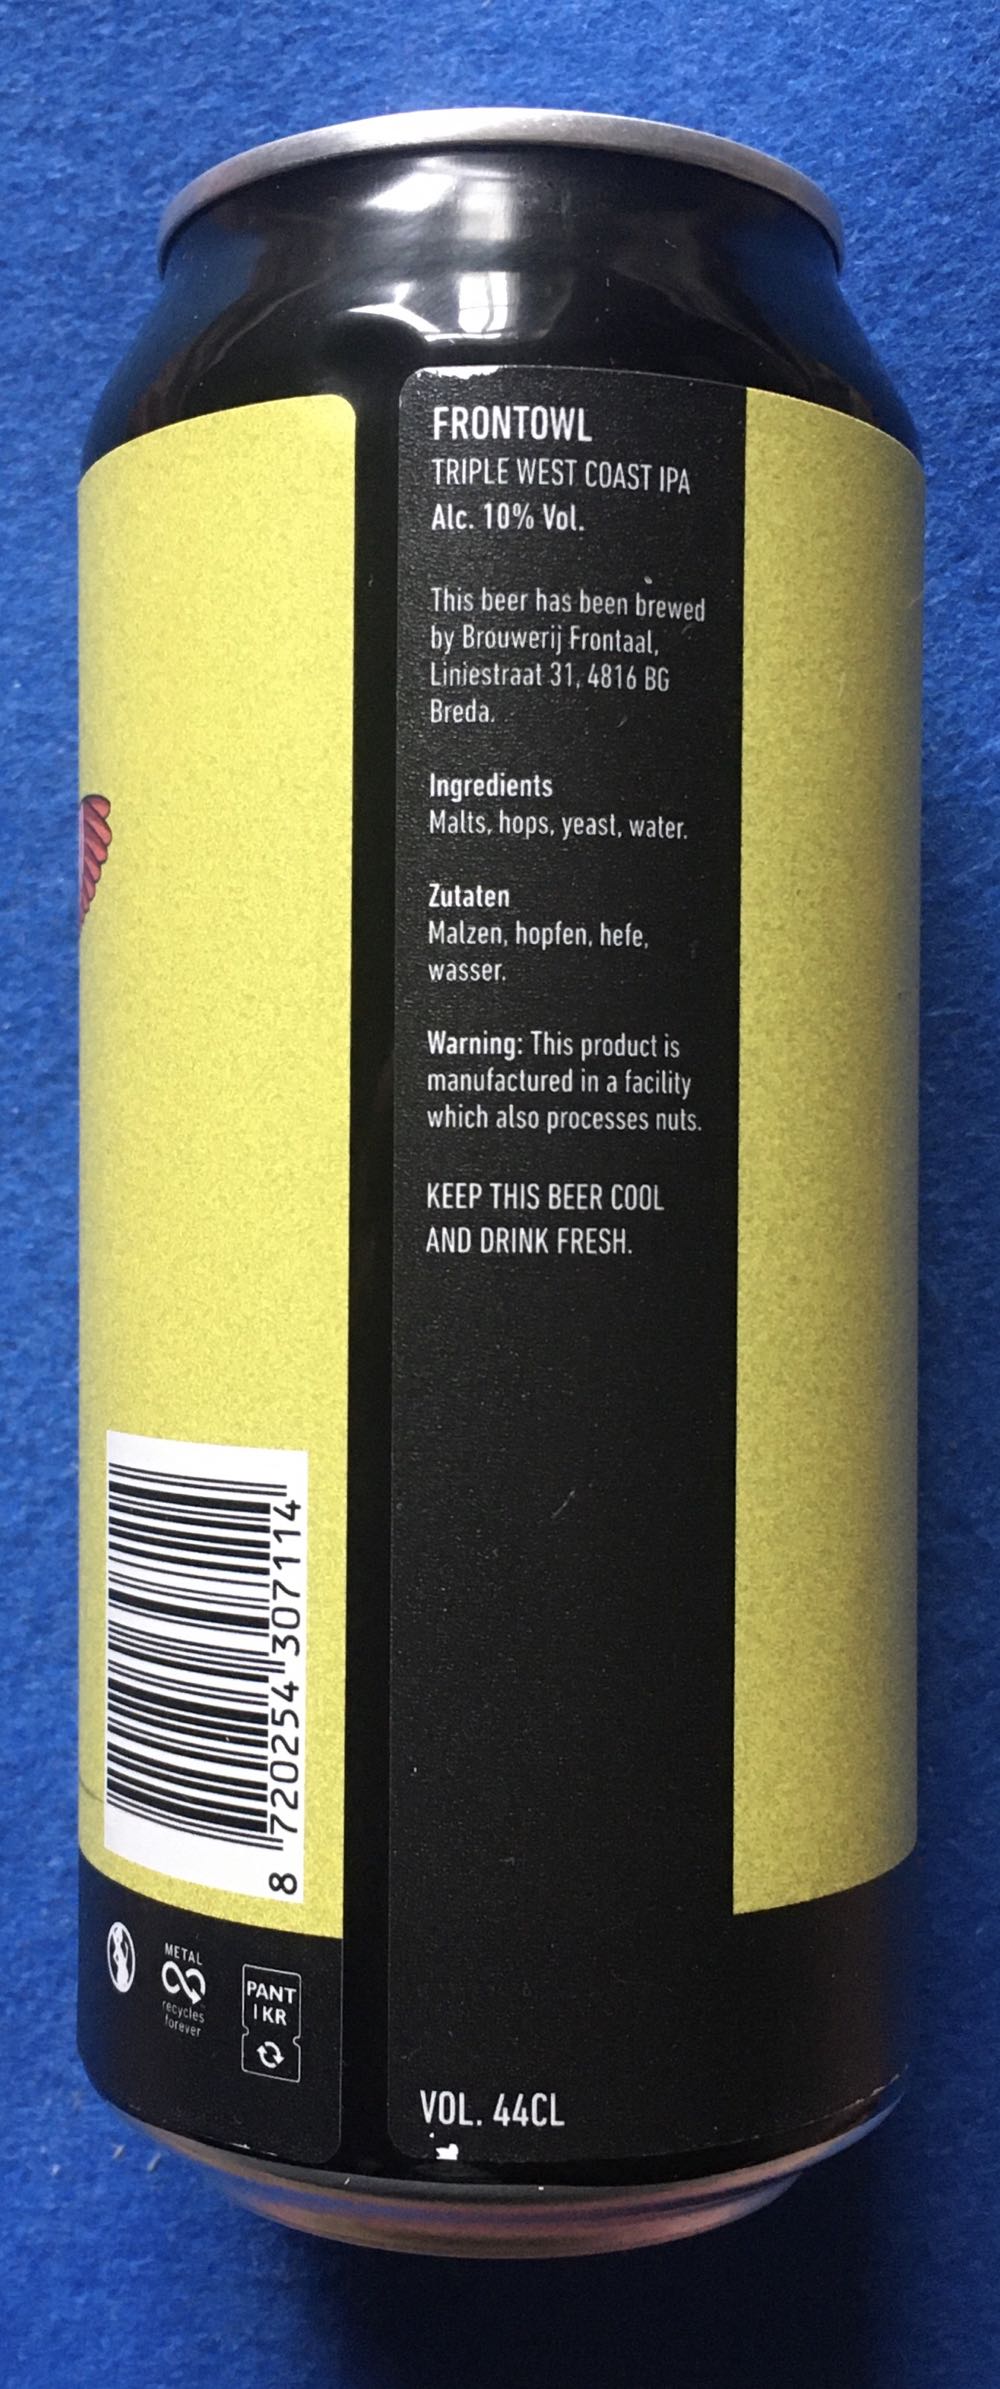 FRONTOWL
TRIPLE WEST COAST IPA
Alc. 10% Vol.
This beer has been brewed
by Brouwerij Frontaal,
Liniestraat 31, 4816 BG
Breda.
Ingredients
Malts, hops, yeast, water.
Zutaten
Malzen, hopfen, hefe,
wasser.
Warning: This product is
manufactured in a facility
which also processes nuts.
KEEP THIS BEER COOL
AND DRINK FRESH.
VOL. 44CL
8 720254 307114
METAL
recycles
forever
PANT
1 KR